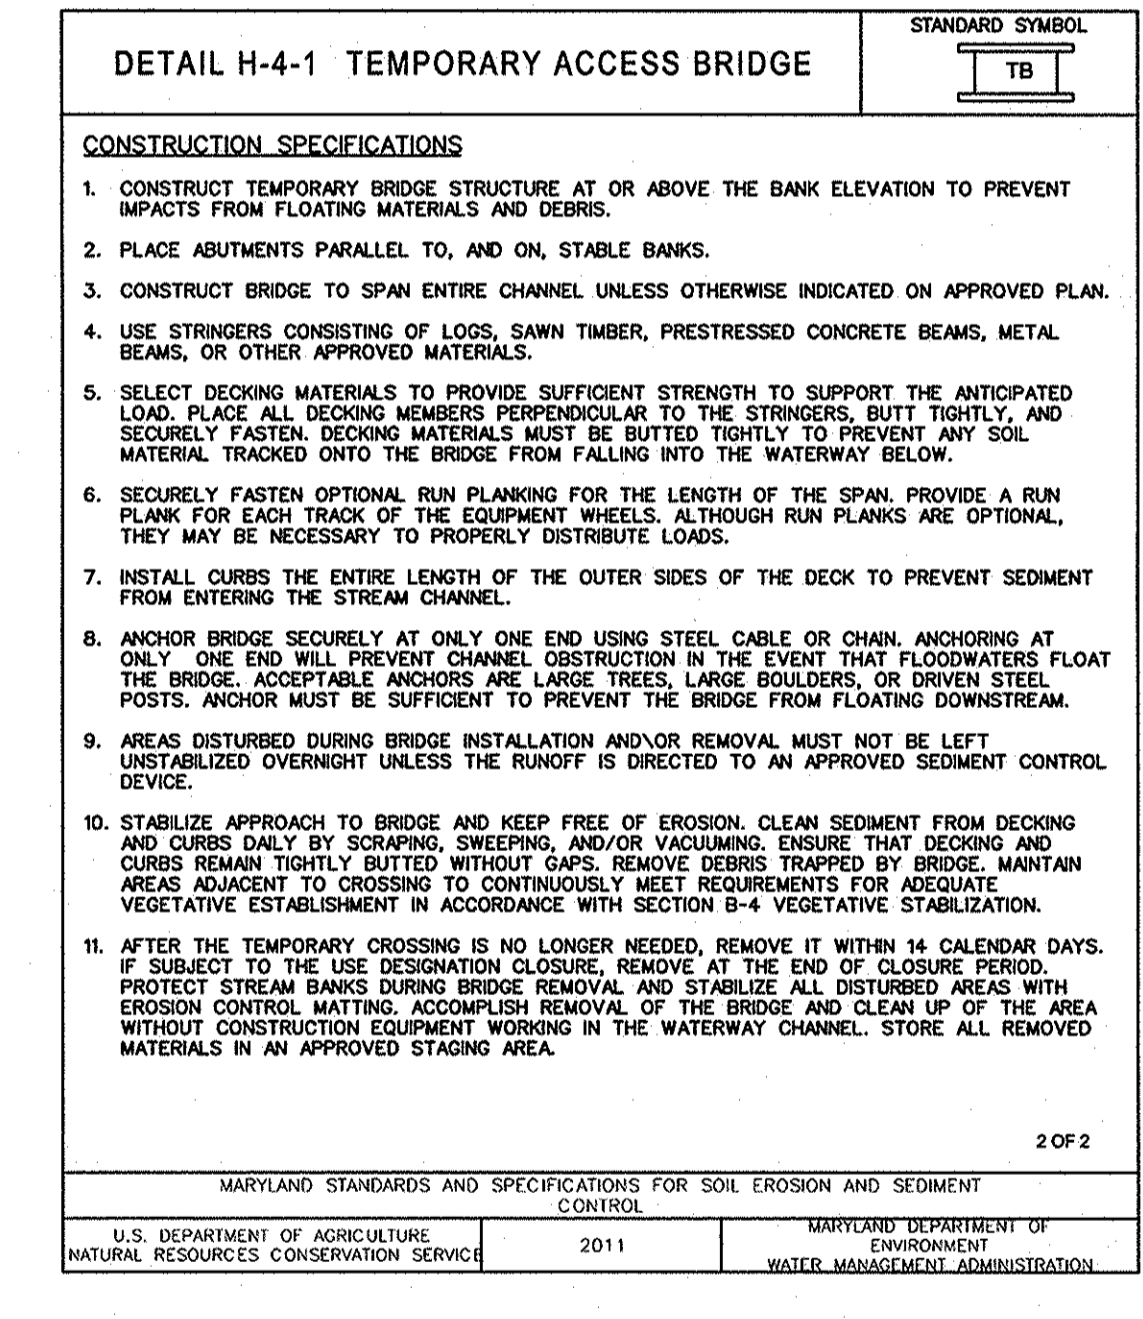 STANDARD SYMBOL
DETAIL H-4-1 TEMPORARY ACCESS BRIDGE
TB
CONSTRUCTION SPECIFICATIONS
1. CONSTRUCT TEMPORARY BRIDGE STRUCTURE AT OR ABOVE THE BANK ELEVATION TO PREVENT
IMPACTS FROM FLOATING MATERIALS AND DEBRIS.
2. PLACE ABUTMENTS PARALLEL TO, AND ON, STABLE BANKS.
3. CONSTRUCT BRIDGE TO SPAN ENTIRE CHANNEL UNLESS OTHERWISE INDICATED ON APPROVED PLAN.
4. USE STRINGERS CONSISTING OF LOGS, SAWN TIMBER, PRESTRESSED CONCRETE BEAMS, METAL
BEAMS, OR OTHER APPROVED MATERIALS.
5. SELECT DECKING MATERIALS TO PROVIDE SUFFICIENT STRENGTH TO SUPPORT THE ANTICIPATED
LOAD. PLACE ALL DECKING MEMBERS PERPENDICULAR TO THE STRINGERS, BUTT TIGHTLY, AND
SECURELY FASTEN. DECKING MATERIALS MUST BE BUTTED TIGHTLY TO PREVENT ANY SOIL
MATERIAL TRACKED ONTO THE BRIDGE FROM FALLING INTO THE WATERWAY BELOW.
6. SECURELY FASTEN OPTIONAL RUN PLANKING FOR THE LENGTH OF THE SPAN. PROVIDE A RUN
PLANK FOR EACH TRACK OF THE EQUIPMENT WHEELS. ALTHOUGH RUN PLANKS ARE OPTIONAL,
THEY MAY BE NECESSARY TO PROPERLY DISTRIBUTE LOADS.
7. INSTALL CURBS THE ENTIRE LENGTH OF THE OUTER SIDES OF THE DECK TO PREVENT SEDIMENT
FROM ENTERING THE STREAM CHANNEL.
8. ANCHOR BRIDGE SECURELY AT ONLY ONE END USING STEEL CABLE OR CHAIN. ANCHORING AT
ONLY ONE END WILL PREVENT CHANNEL OBSTRUCTION IN THE EVENT THAT FLOODWATERS FLOAT
THE BRIDGE. ACCEPTABLE ANCHORS ARE LARGE TREES, LARGE BOULDERS, OR DRIVEN STEEL
POSTS. ANCHOR MUST BE SUFFICIENT TO PREVENT THE BRIDGE FROM FLOATING DOWNSTREAM.
9. AREAS DISTURBED DURING BRIDGE INSTALLATION AND\OR REMOVAL MUST NOT BE LEFT
UNSTABILIZED OVERNIGHT UNLESS THE RUNOFF IS DIRECTED TO AN APPROVED SEDIMENT CONTROL
DEVICE.
10. STABILIZE APPROACH TO BRIDGE AND KEEP FREE OF EROSION. CLEAN SEDIMENT FROM DECKING
AND CURBS DAILY BY SCRAPING, SWEEPING, AND/OR VACUUMING. ENSURE THAT DECKING AND
CURBS REMAIN TIGHTLY BUTTED WITHOUT GAPS. REMOVE DEBRIS TRAPPED BY BRIDGE. MAINTAIN
AREAS ADJACENT TO CROSSING TO CONTINUOUSLY MEET REQUIREMENTS FOR ADEQUATE
VEGETATIVE ESTABLISHMENT IN ACCORDANCE WITH SECTION B-4 VEGETATIVE STABILIZATION.
11. AFTER THE TEMPORARY CROSSING IS NO LONGER NEEDED, REMOVE IT WITHIN 14 CALENDAR DAYS.
IF SUBJECT TO THE USE DESIGNATION CLOSURE, REMOVE AT THE END OF CLOSURE PERIOD.
PROTECT STREAM BANKS DURING BRIDGE REMOVAL AND STABILIZE ALL DISTURBED AREAS WITH
EROSION CONTROL MATTING. ACCOMPLISH REMOVAL OF THE BRIDGE AND CLEAN UP OF THE AREA
WITHOUT CONSTRUCTION EQUIPMENT WORKING IN THE WATERWAY CHANNEL. STORE ALL REMOVED
MATERIALS IN AN APPROVED STAGING AREA.
2 OF 2
MARYLAND STANDARDS AND SPECIFICATIONS FOR SOIL EROSION AND SEDIMENT
CONTROL
U.S. DEPARTMENT OF AGRICULTURE
NATURAL RESOURCES CONSERVATION SERVICE
2011
MARYLAND DEPARTMENT OF
ENVIRONMENT
WATER MANAGEMENT ADMINISTRATION